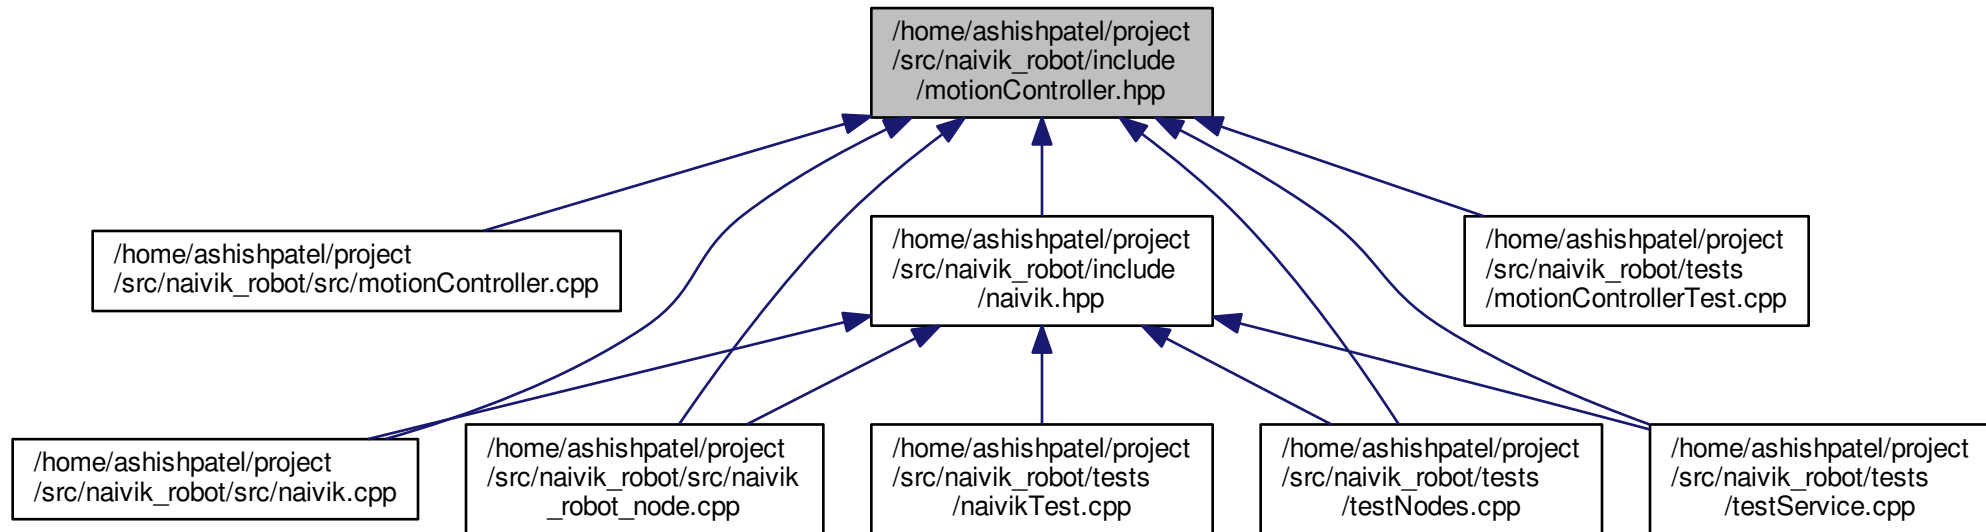 /home/ashishpatel/project
/src/naivik_robot/include
/motionController.hpp
/home/ashishpatel/project
/src/naivik_robot/src/motionController.cpp
/home/ashishpatel/project
/src/naivik_robot/include
/naivik.hpp
/home/ashishpatel/project
/src/naivik_robot/tests
/motionControllerTest.cpp
/home/ashishpatel/project
/src/naivik_robot/src/naivik.cpp
/home/ashishpatel/project
/src/naivik_robot/src/naivik
_robot_node.cpp
/home/ashishpatel/project
/src/naivik_robot/tests
/naivikTest.cpp
/home/ashishpatel/project
/src/naivik_robot/tests
/testNodes.cpp
/home/ashishpatel/project
/src/naivik_robot/tests
/testService.cpp